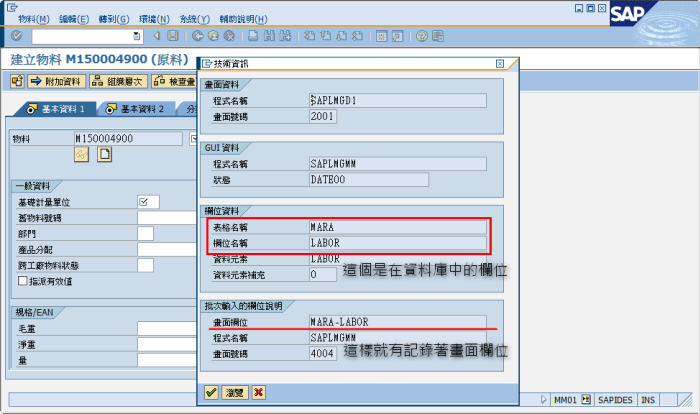 物料(M) 編輯(E) 轉到(G) 環境(N) 系統(Y) 輔助說明(H)
SAP
建立物料 M150004900 (原料)
附加資料 組織層次 檢查畫
基本資料 1 基本資料 2 分
物料 M150004900
一般資料
基礎計量單位
舊物料號碼
部門
產品分配
跨工廠物料狀態
指派有效值
規格/EAN
毛重
淨重
量
技術資訊
畫面資料
程式名稱 SAPLMGD1
畫面號碼 2001
GUI 資料
程式名稱 SAPLMGMM
狀態 DATE00
欄位資料
表格名稱 MARA
欄位名稱 LABOR
資料元素 LABOR
資料元素補充 0
這個是在資料庫中的欄位
批次輸入的欄位說明
畫面欄位 MARA-LABOR
程式名稱 SAPLMGMM
畫面號碼 4004
這樣就有記錄著畫面欄位
瀏覽
MM01 SAPIDES INS